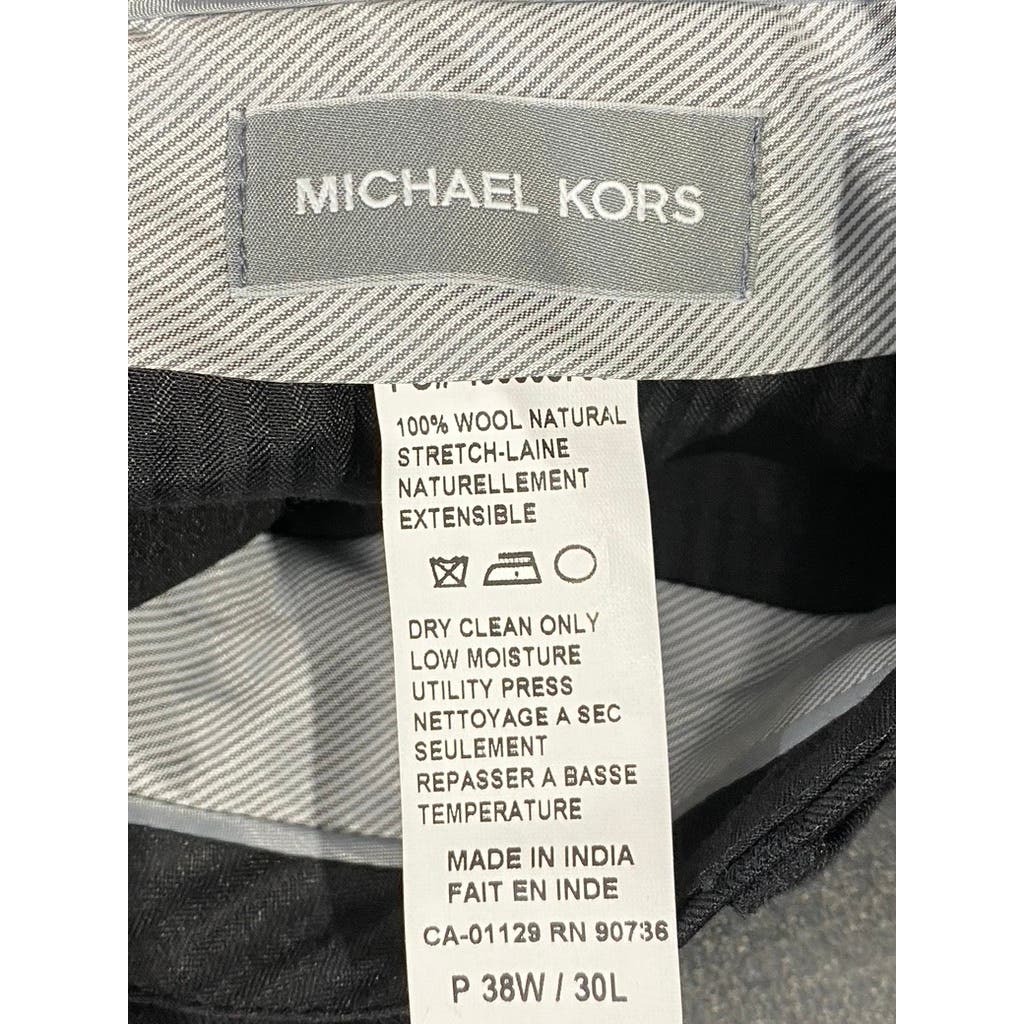 MICHAEL KORS
100% WOOL NATURAL
STRETCH-LAINE
NATURELLEMENT
EXTENSIBLE
DRY CLEAN ONLY
LOW MOISTURE
UTILITY PRESS
NETTOYAGE A SEC
SEULEMENT
REPASSER A BASSE
TEMPERATURE
MADE IN INDIA
FAIT EN INDE
CA-01129 RN 90736
P 38W / 30L